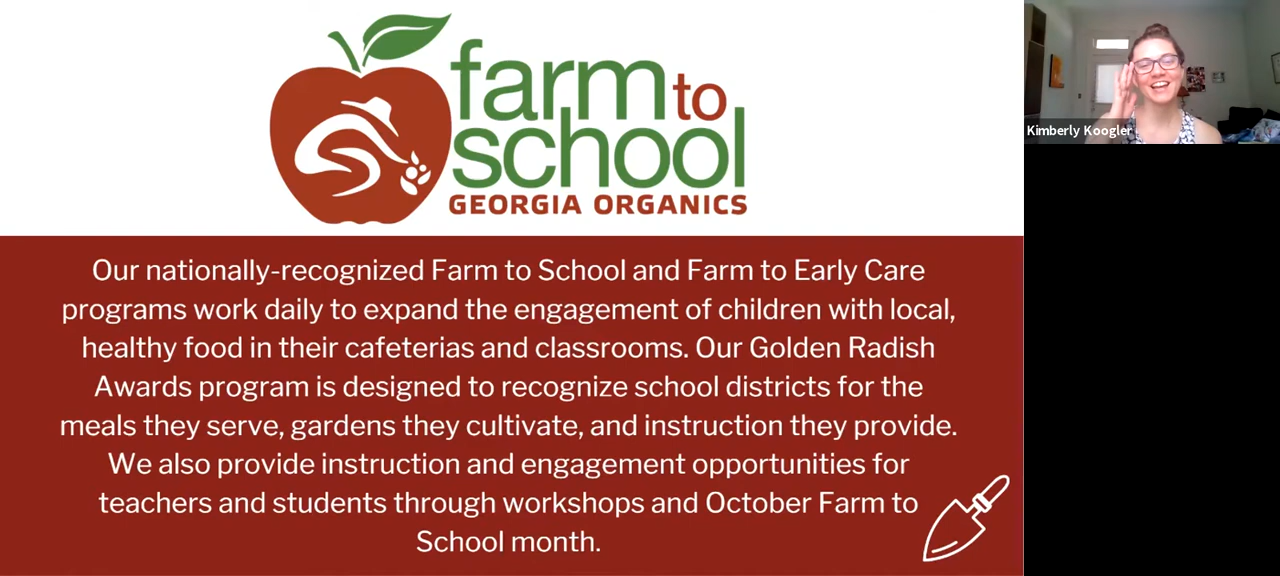 farm to
school
GEORGIA ORGANICS
Our nationally-recognized Farm to School and Farm to Early Care
programs work daily to expand the engagement of children with local,
healthy food in their cafeterias and classrooms. Our Golden Radish
Awards program is designed to recognize school districts for the
meals they serve, gardens they cultivate, and instruction they provide.
We also provide instruction and engagement opportunities for
teachers and students through workshops and October Farm to
School month.
Kimberly Koogler